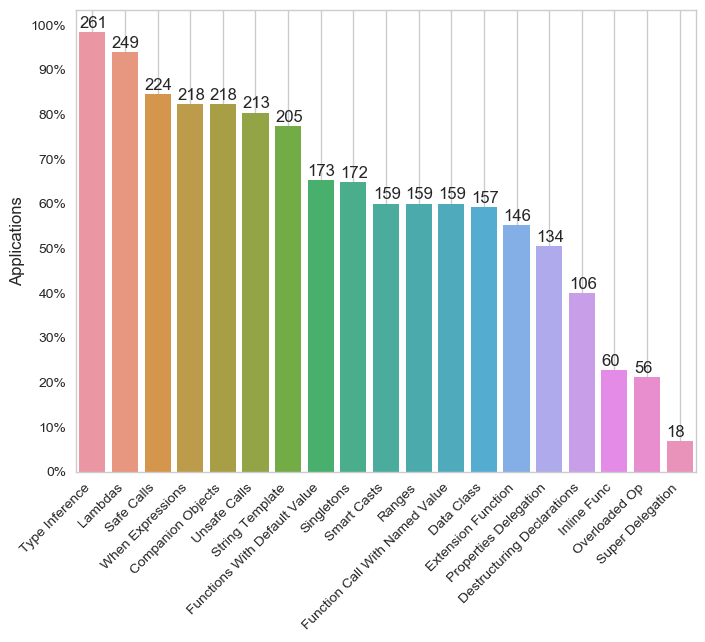 Applications
100%
90%
80%
70%
60%
50%
40%
30%
20%
10%
0%
261
249
224
218
218
213
205
173
172
159
159
159
157
146
134
106
60
56
18
Type Inference
Lambdas
Safe Calls
When Expressions
Companion Objects
Unsafe Calls
String Template
Functions With Default Value
Singletons
Smart Casts
Ranges
Function Call With Named Value
Data Class
Extension Function
Properties Delegation
Destructuring Declarations
Inline Func
Overloaded Op
Super Delegation